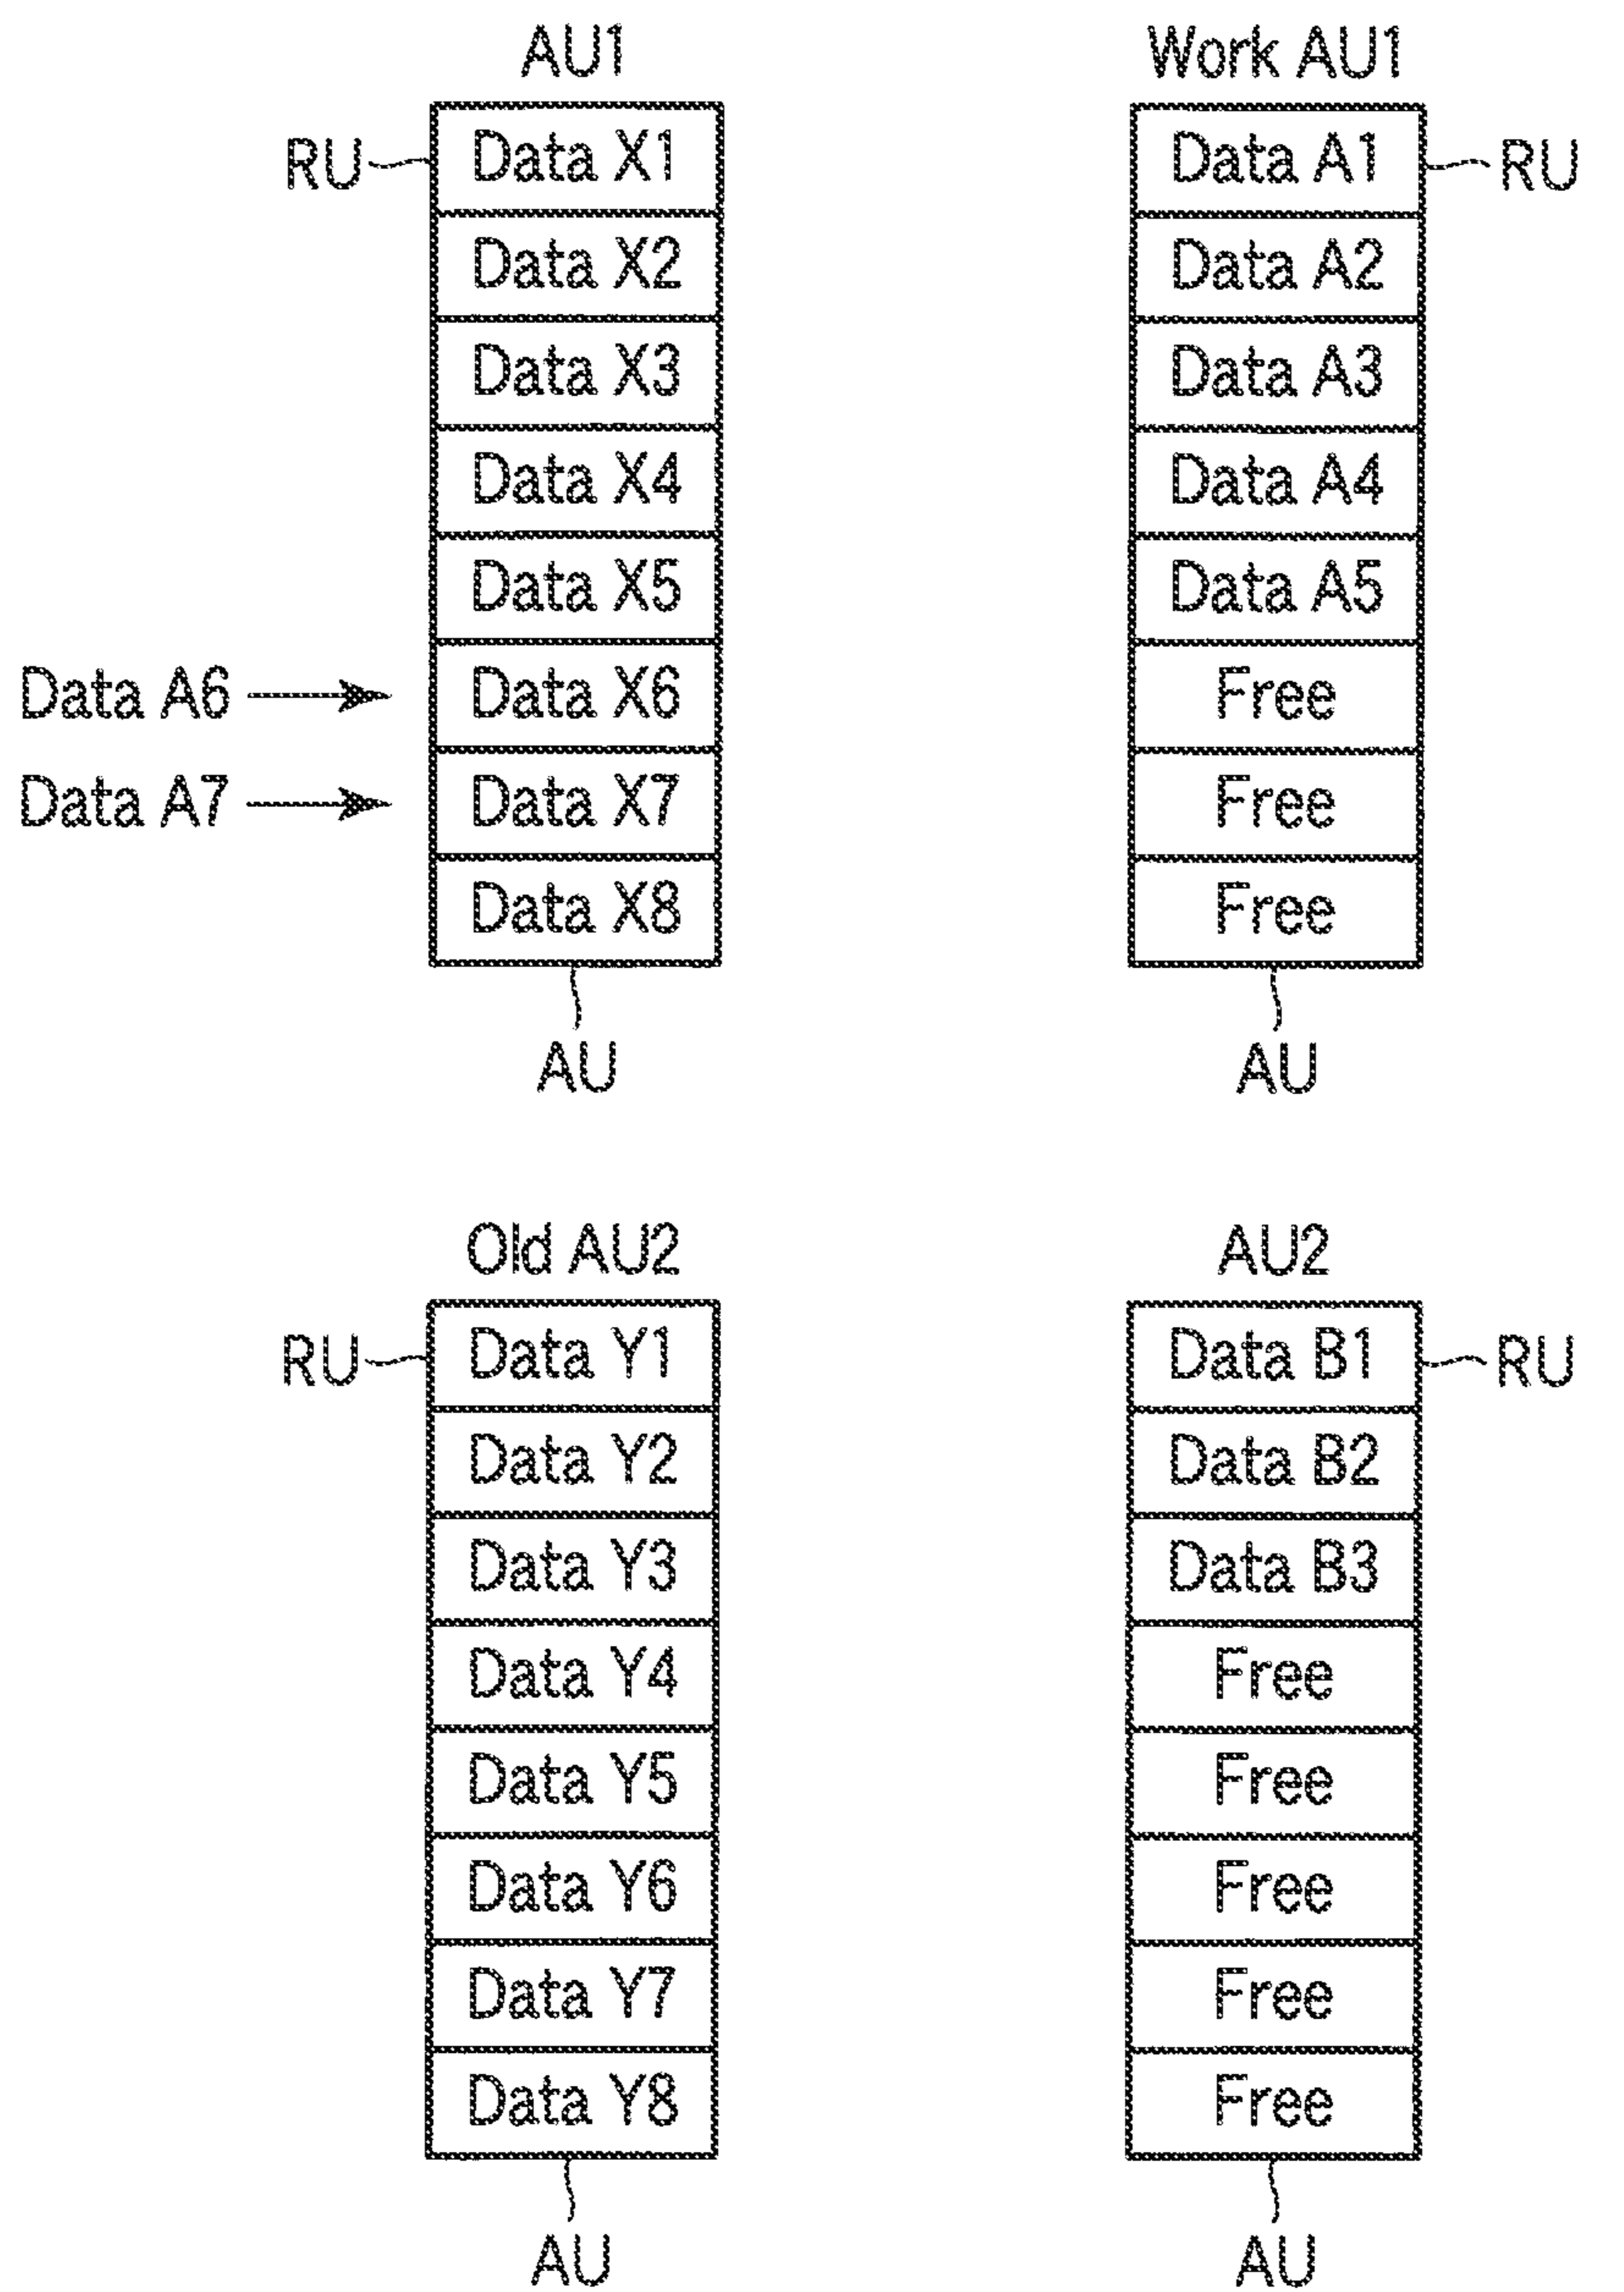 AU1
RU
Data X1
Data X2
Data X3
Data X4
Data X5
Data A6
Data X6
Data A7
Data X7
Data X8
AU
Work AU1
Data A1
RU
Data A2
Data A3
Data A4
Data A5
Free
Free
Free
AU
Old AU2
RU
Data Y1
Data Y2
Data Y3
Data Y4
Data Y5
Data Y6
Data Y7
Data Y8
AU
AU2
Data B1
RU
Data B2
Data B3
Free
Free
Free
Free
Free
AU